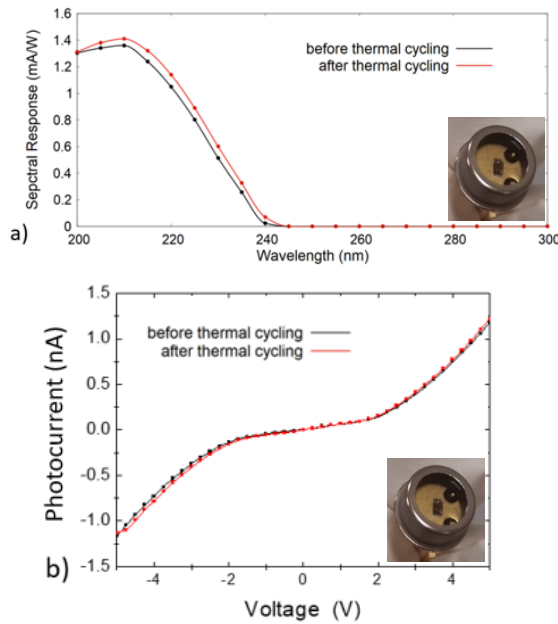 1.6
1.4
1.2
1
0.8
0.6
0.4
0.2
0
Sepctral Response (mA/W)
before thermal cycling
after thermal cycling
200 220 240 260 280 300
Wavelength (nm)
a)
1.5
1.0
0.5
0.0
-0.5
-1.0
-1.5
Photocurrent (nA)
before thermal cycling
after thermal cycling
-4 -2 0 2 4
Voltage (V)
b)